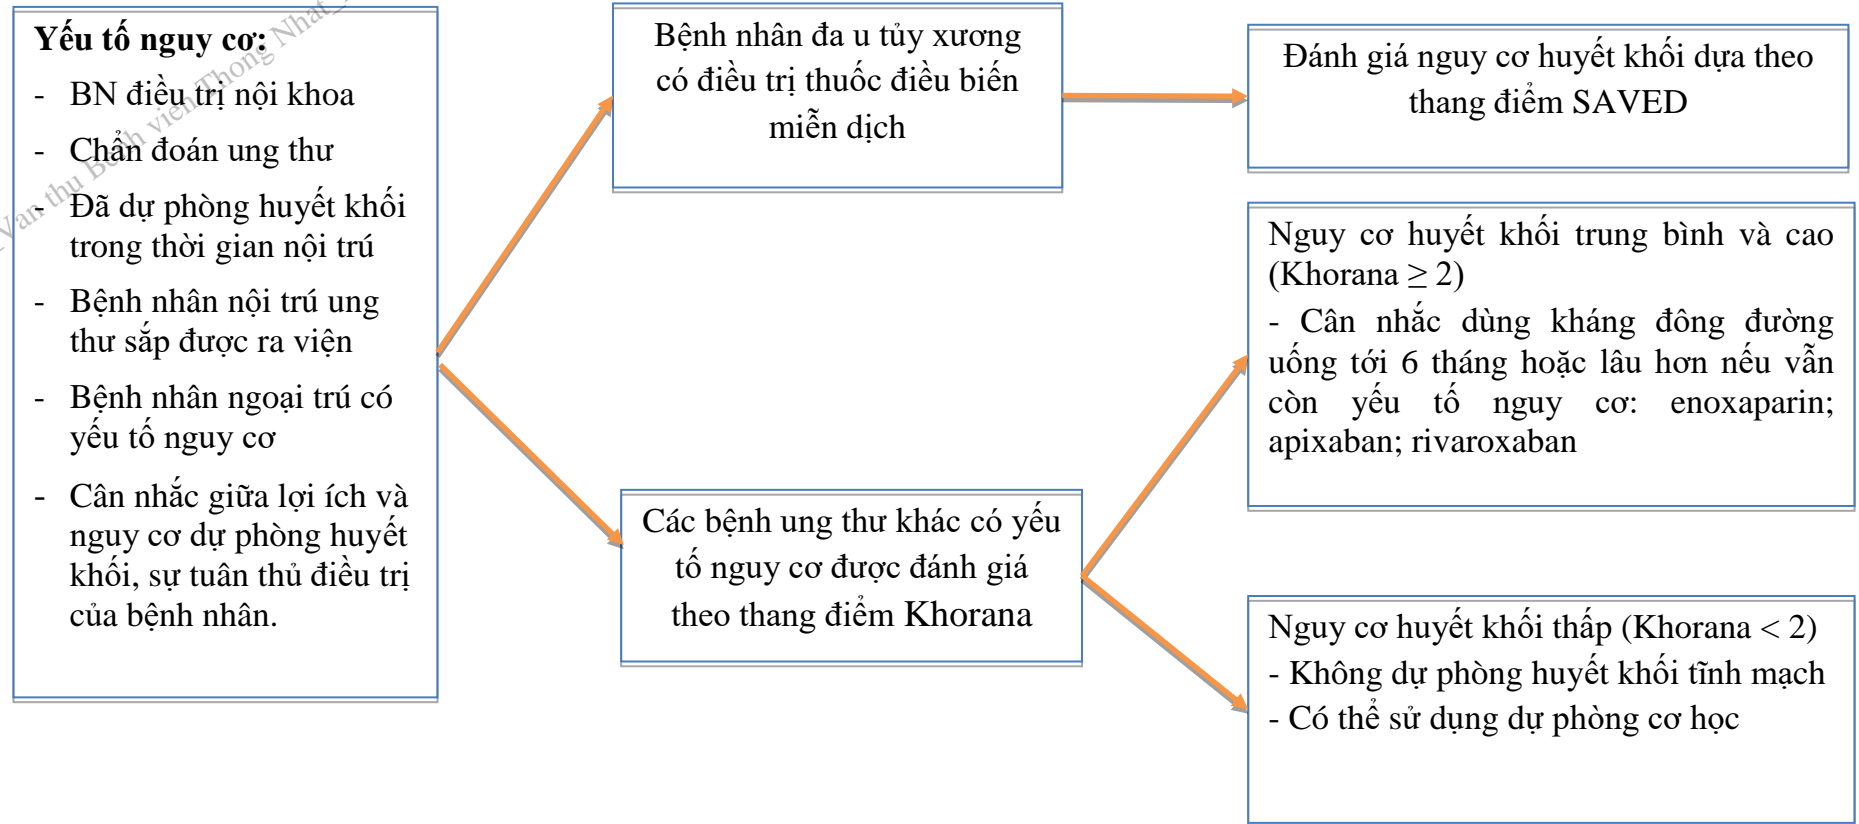 Yếu tố nguy cơ:
- BN điều trị nội khoa
- Chẩn đoán ung thư
- Đã dự phòng huyết khối
trong thời gian nội trú
- Bệnh nhân nội trú ung
thư sắp được ra viện
- Bệnh nhân ngoại trú có
yếu tố nguy cơ
- Cân nhắc giữa lợi ích và
nguy cơ dự phòng huyết
khối, sự tuân thủ điều trị
của bệnh nhân.
Bệnh nhân đa u tủy xương
có điều trị thuốc điều biến
miễn dịch
Đánh giá nguy cơ huyết khối dựa theo
thang điểm SAVED
Các bệnh ung thư khác có yếu
tố nguy cơ được đánh giá
theo thang điểm Khorana
Nguy cơ huyết khối trung bình và cao
(Khorana ≥ 2)
- Cân nhắc dùng kháng đông đường
uống tới 6 tháng hoặc lâu hơn nếu vẫn
còn yếu tố nguy cơ: enoxaparin;
apixaban; rivaroxaban
Nguy cơ huyết khối thấp (Khorana < 2)
- Không dự phòng huyết khối tĩnh mạch
- Có thể sử dụng dự phòng cơ học
Van thu Benh vien Thong Nhat